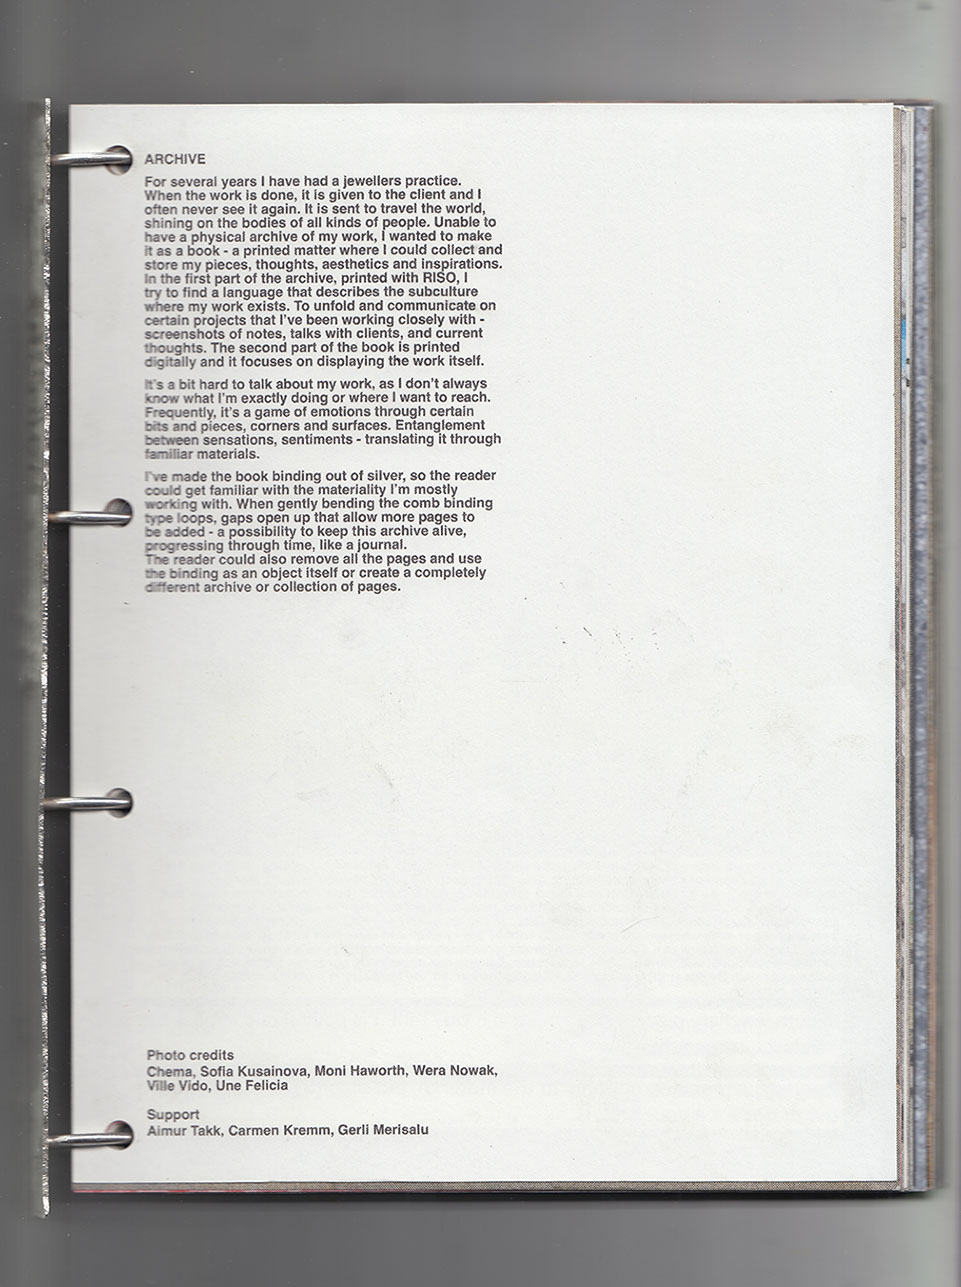 ARCHIVE
For several years I have had a jewellers practice.
When the work is done, it is given to the client and I
often never see it again. It is sent to travel the world,
shining on the bodies of all kinds of people. Unable to
have a physical archive of my work, I wanted to make
it as a book - a printed matter where I could collect and
store my pieces, thoughts, aesthetics and inspirations.
In the first part of the archive, printed with RISO, I
try to find a language that describes the subculture
where my work exists. To unfold and communicate on
certain projects that I've been working closely with -
screenshots of notes, talks with clients, and current
thoughts. The second part of the book is printed
digitally and it focuses on displaying the work itself.
It's a bit hard to talk about my work, as I don't always
know what I'm exactly doing or where I want to reach.
Frequently, it's a game of emotions through certain
bits and pieces, corners and surfaces. Entanglement
between sensations, sentiments - translating it through
familiar materials.
I've made the book binding out of silver, so the reader
could get familiar with the materiality I'm mostly
working with. When gently bending the comb binding
type loops, gaps open up that allow more pages to
be added - a possibility to keep this archive alive,
progressing through time, like a journal.
The reader could also remove all the pages and use
the binding as an object itself or create a completely
different archive or collection of pages.
Photo credits
Chema, Sofia Kusainova, Moni Haworth, Wera Nowak,
Ville Vido, Une Felicia
Support
Aimur Takk, Carmen Kremm, Gerli Merisalu